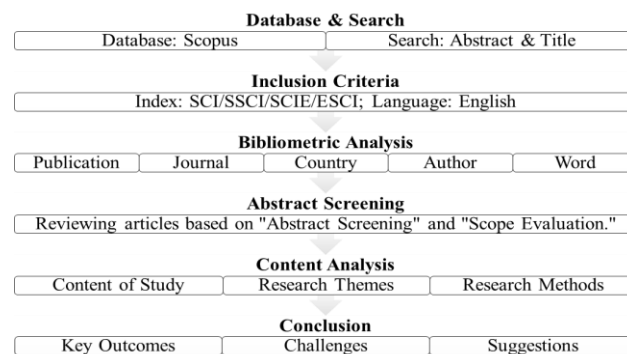 Database & Search
Database: Scopus Search: Abstract & Title
Inclusion Criteria
Index: SCI/SSCI/SCIE/ESCI; Language: English
Bibliometric Analysis
Publication Journal Country Author Word
Abstract Screening
Reviewing articles based on "Abstract Screening" and "Scope Evaluation."
Content Analysis
Content of Study Research Themes Research Methods
Conclusion
Key Outcomes Challenges Suggestions